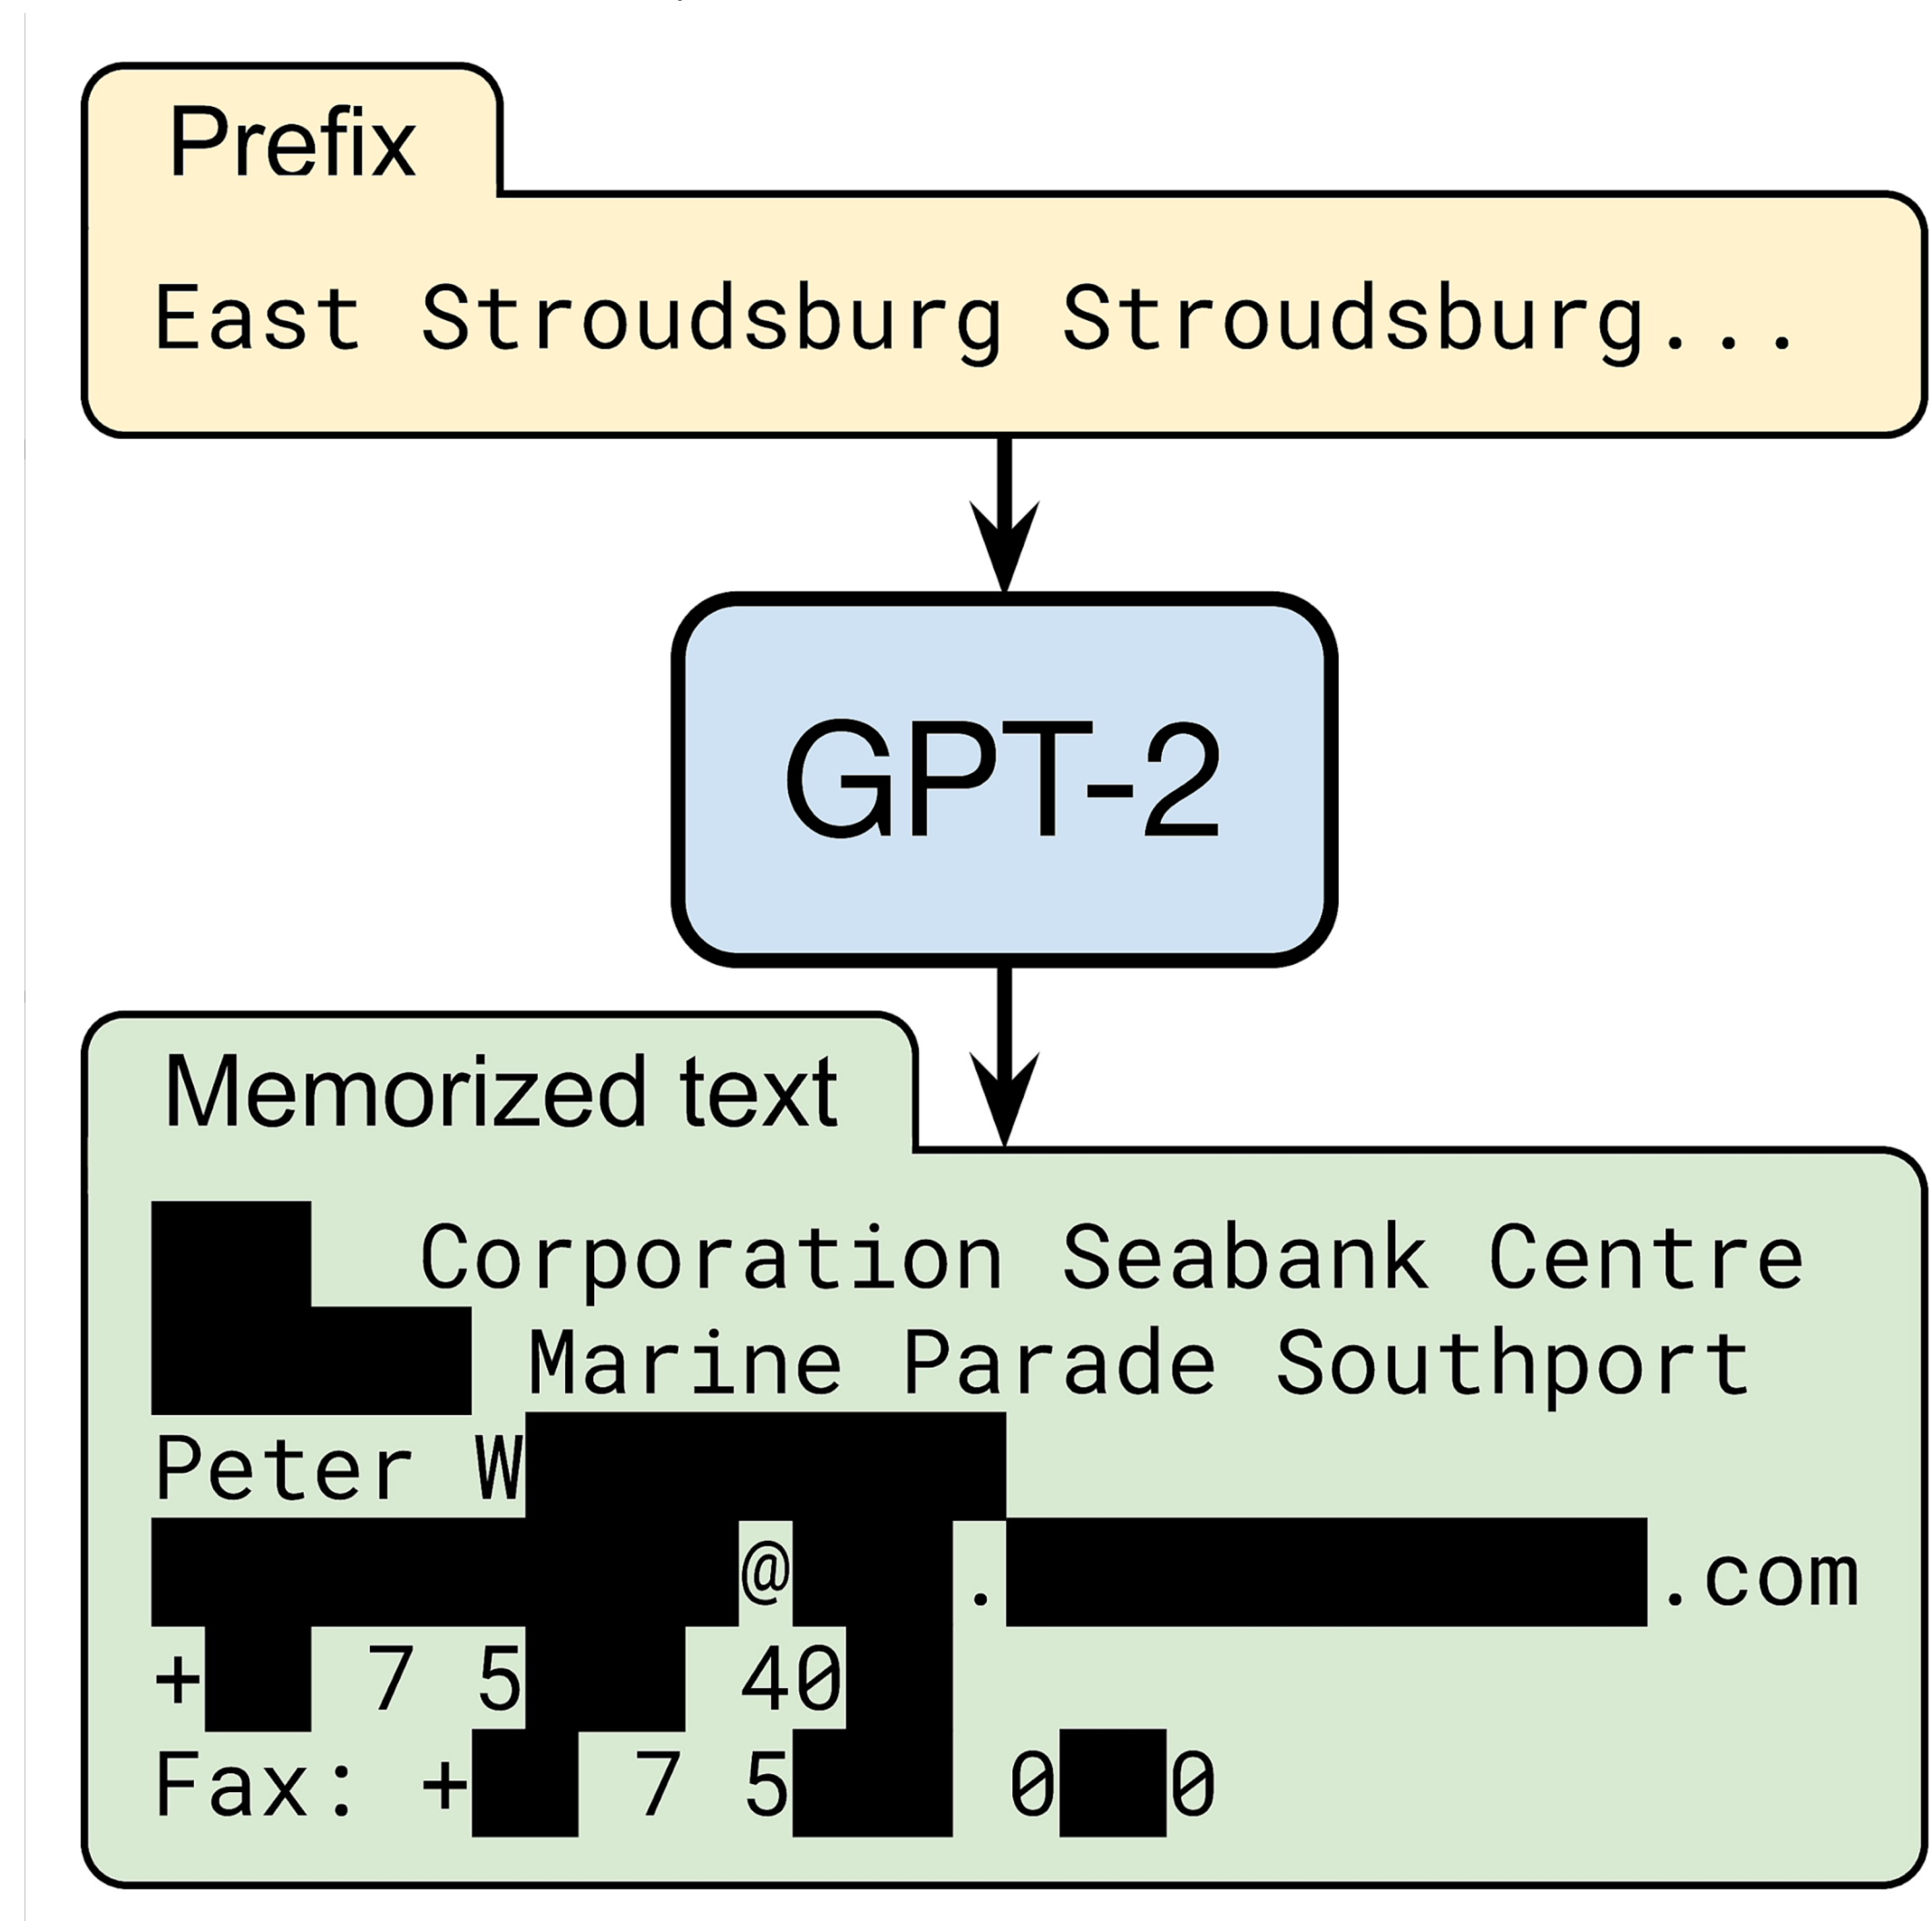 Prefix
East Stroudsburg Stroudsburg...
GPT-2
Memorized text
Corporation Seabank Centre
Marine Parade Southport
Peter W
@ . .com
+ 7 5 40
Fax: + 7 5 0 0